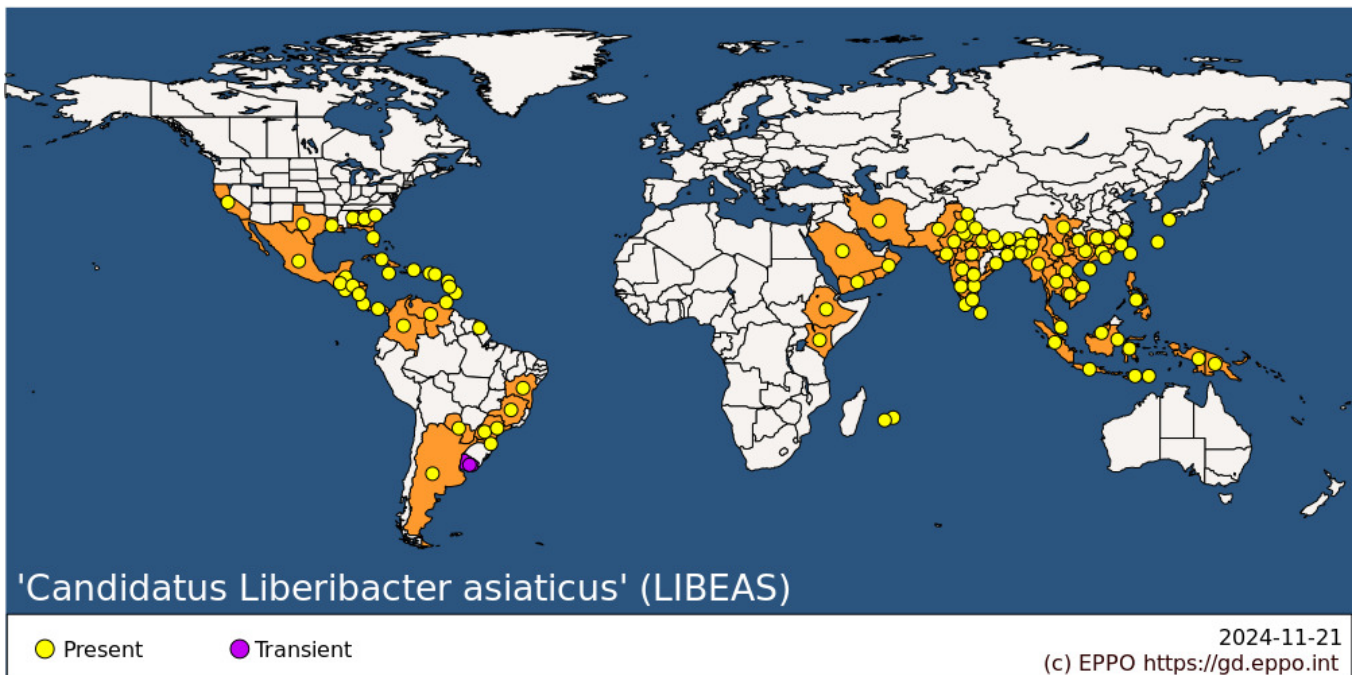 'Candidatus Liberibacter asiaticus' (LIBEAS)
Present
Transient
2024-11-21
(c) EPPO https://gd.eppo.int